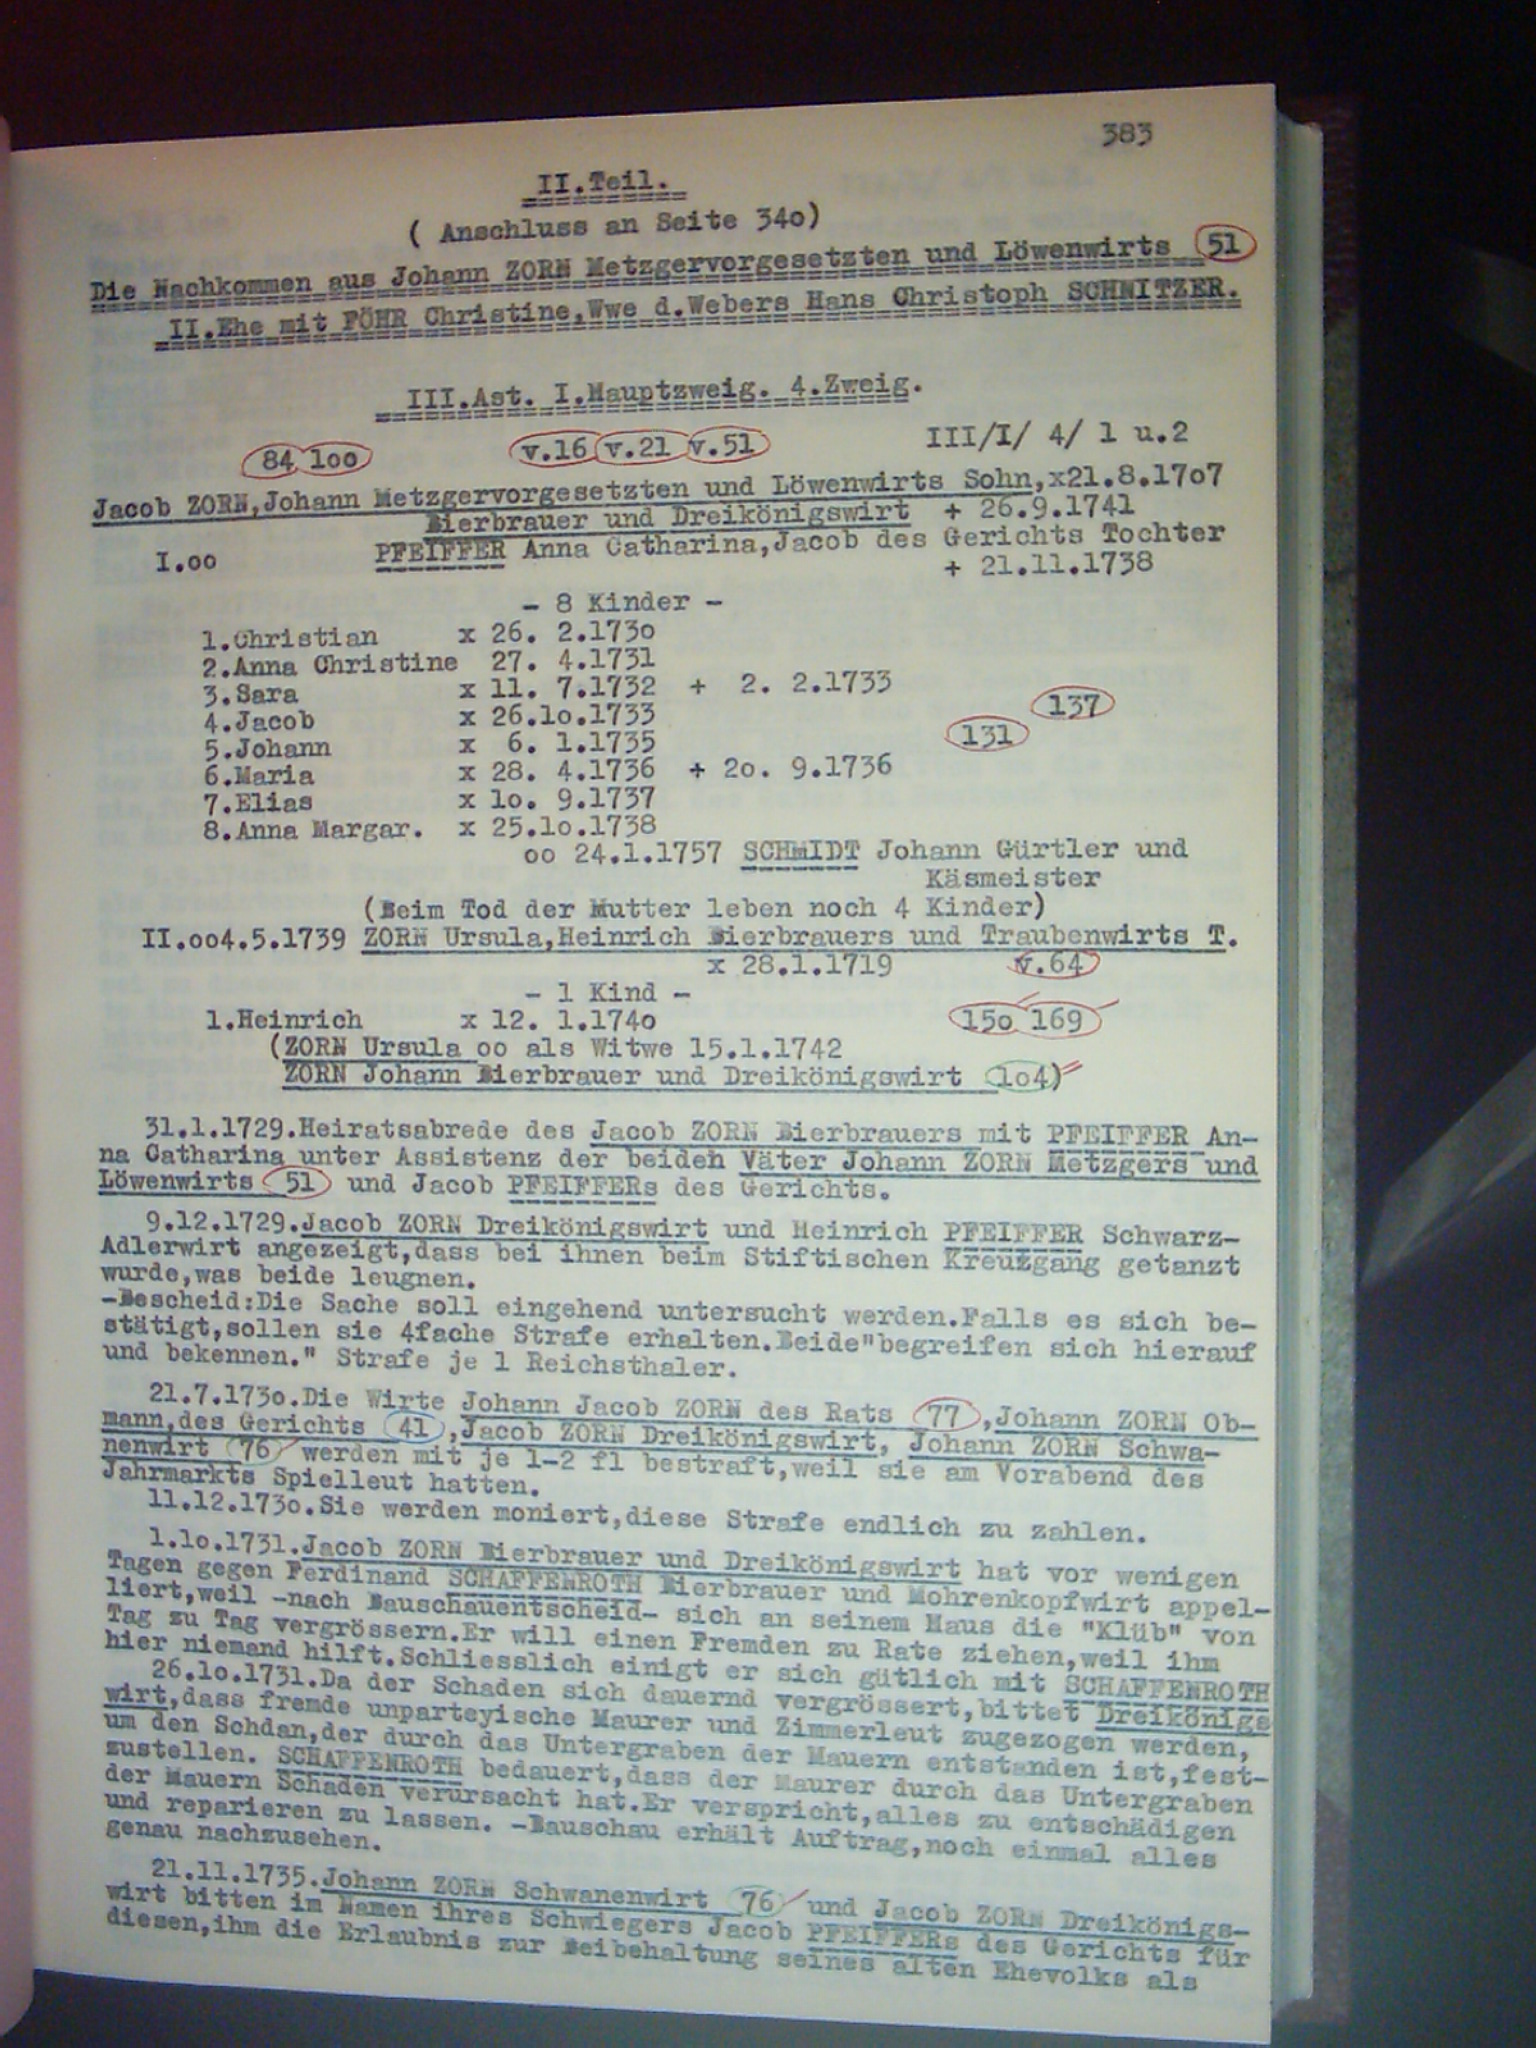 383
II.Teil.
( Anschluss an Seite 34o)
Die Nachkommen aus Johann ZORN Metzgervorgesetzten und Löwenwirts 51
II.Ehe mit FÖHR Christine,Wwe d.Webers Hans Christoph SCHNITZER.
III.Ast. I.Hauptzweig. 4.Zweig.
84 1oo v.16 v.21 v.51 III/I/ 4/ 1 u.2
Jacob ZORN,Johann Metzgervorgesetzten und Löwenwirts Sohn,x21.8.17o7
Bierbrauer und Dreikönigswirt + 26.9.1741
I.oo PFEIFFER Anna Catharina,Jacob des Gerichts Tochter
+ 21.11.1738
- 8 Kinder -
1.Christian x 26. 2.173o
2.Anna Christine 27. 4.1731
3.Sara x 11. 7.1732 + 2. 2.1733
4.Jacob x 26.1o.1733 137
5.Johann x 6. 1.1735 131
6.Maria x 28. 4.1736 + 2o. 9.1736
7.Elias x 1o. 9.1737
8.Anna Margar. x 25.1o.1738
oo 24.1.1757 SCHMIDT Johann Gürtler und
Käsmeister
(Beim Tod der Mutter leben noch 4 Kinder)
II.oo4.5.1739 ZORN Ursula,Heinrich Bierbrauers und Traubenwirts T.
x 28.1.1719 v.64
- 1 Kind -
1.Heinrich x 12. 1.174o 15o 169
(ZORN Ursula oo als Witwe 15.1.1742
ZORN Johann Bierbrauer und Dreikönigswirt 1o4)
31.1.1729.Heiratsabrede des Jacob ZORN Bierbrauers mit PFEIFFER An-
na Catharina unter Assistenz der beiden Väter Johann ZORN Metzgers und
Löwenwirts 51 und Jacob PFEIFFERs des Gerichts.
9.12.1729.Jacob ZORN Dreikönigswirt und Heinrich PFEIFFER Schwarz-
Adlerwirt angezeigt,dass bei ihnen beim Stiftischen Kreuzgang getanzt
wurde,was beide leugnen.
-Bescheid:Die Sache soll eingehend untersucht werden.Falls es sich be-
stätigt,sollen sie 4fache Strafe erhalten.Beide"begreifen sich hierauf
und bekennen." Strafe je 1 Reichsthaler.
21.7.173o.Die Wirte Johann Jacob ZORN des Rats 77 ,Johann ZORN Ob-
mann,des Gerichts 41 ,Jacob ZORN Dreikönigswirt, Johann ZORN Schwa-
nenwirt 76 werden mit je 1-2 fl bestraft,weil sie am Vorabend des
Jahrmarkts Spielleut hatten.
11.12.173o.Sie werden moniert,diese Strafe endlich zu zahlen.
1.1o.1731.Jacob ZORN Bierbrauer und Dreikönigswirt hat vor wenigen
Tagen gegen Ferdinand SCHAFFENROTH Bierbrauer und Mohrenkopfwirt appel-
liert,weil -nach Bauschauentscheid- sich an seinem Haus die "Klüb" von
Tag zu Tag vergrössern.Er will einen Fremden zu Rate ziehen,weil ihm
hier niemand hilft.Schliesslich einigt er sich gütlich mit SCHAFFENROTH
26.1o.1731.Da der Schaden sich dauernd vergrössert,bittet Dreikönigs
wirt,dass fremde unparteyische Maurer und Zimmerleut zugezogen werden,
um den Schdan,der durch das Untergraben der Mauern entstanden ist,fest-
zustellen. SCHAFFENROTH bedauert,dass der Maurer durch das Untergraben
der Mauern Schaden verursacht hat.Er verspricht,alles zu entschädigen
und reparieren zu lassen. -Bauschau erhält Auftrag,noch einmal alles
genau nachzusehen.
21.11.1735.Johann ZORN Schwanenwirt 76 und Jacob ZORN Dreikönigs-
wirt bitten im Namen ihres Schwiegers Jacob PFEIFFERs des Gerichts für
diesen,ihm die Erlaubnis zur Beibehaltung seines alten Ehevolks als